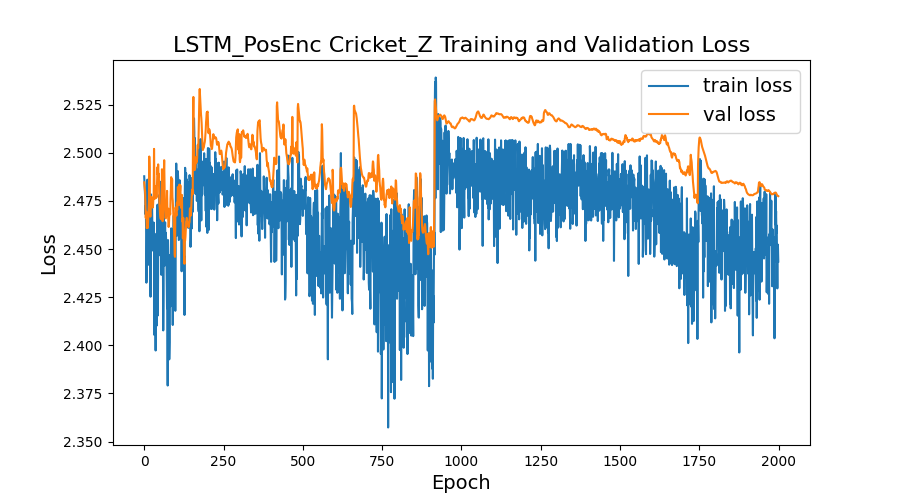 LSTM_PosEnc Cricket_Z Training and Validation Loss
train loss
val loss
2.525
2.500
2.475
2.450
2.425
2.400
2.375
2.350
Loss
0 250 500 750 1000 1250 1500 1750 2000
Epoch